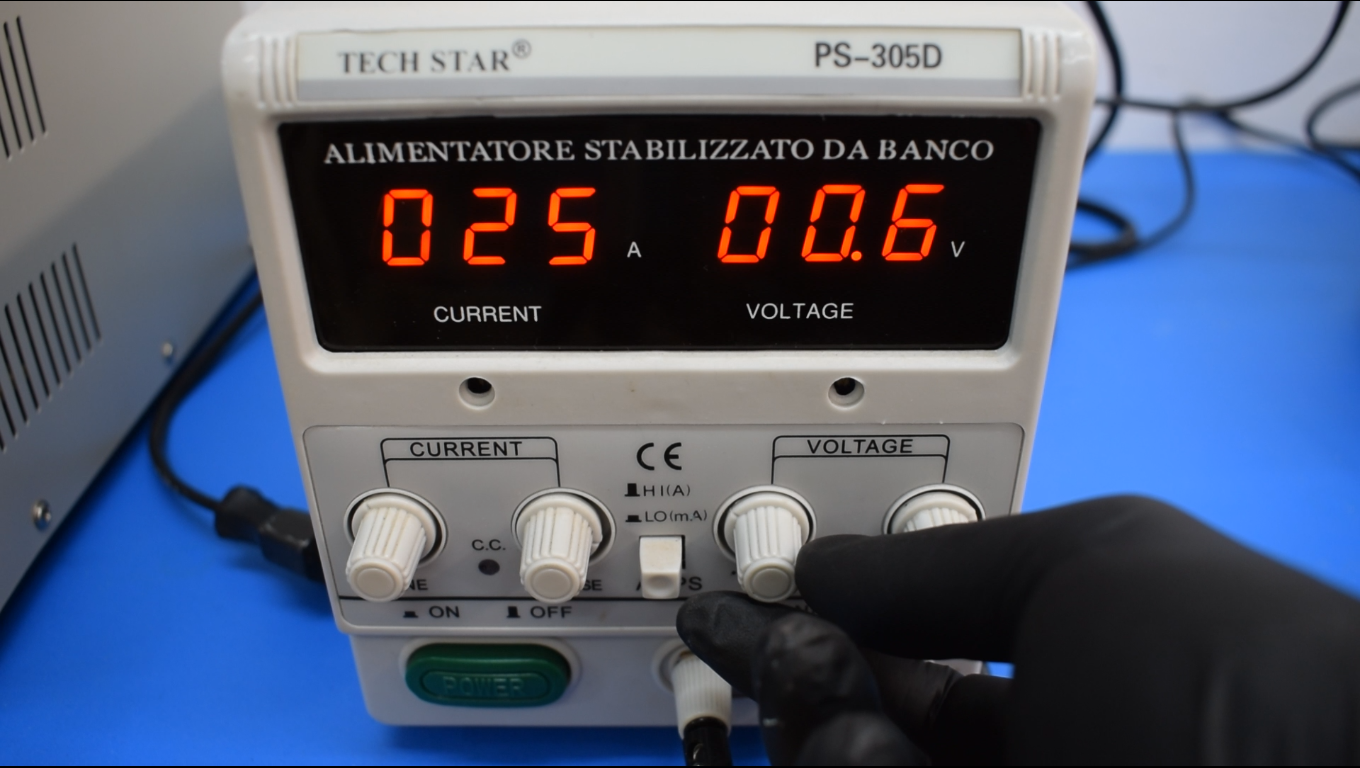 TECH STAR®
PS-305D
ALIMENTATORE STABILIZZATO DA BANCO
025 A
00.6 V
CURRENT
VOLTAGE
CURRENT
CE
VOLTAGE
HI(A)
LO(mA)
C.C.
ON
OFF
POWER